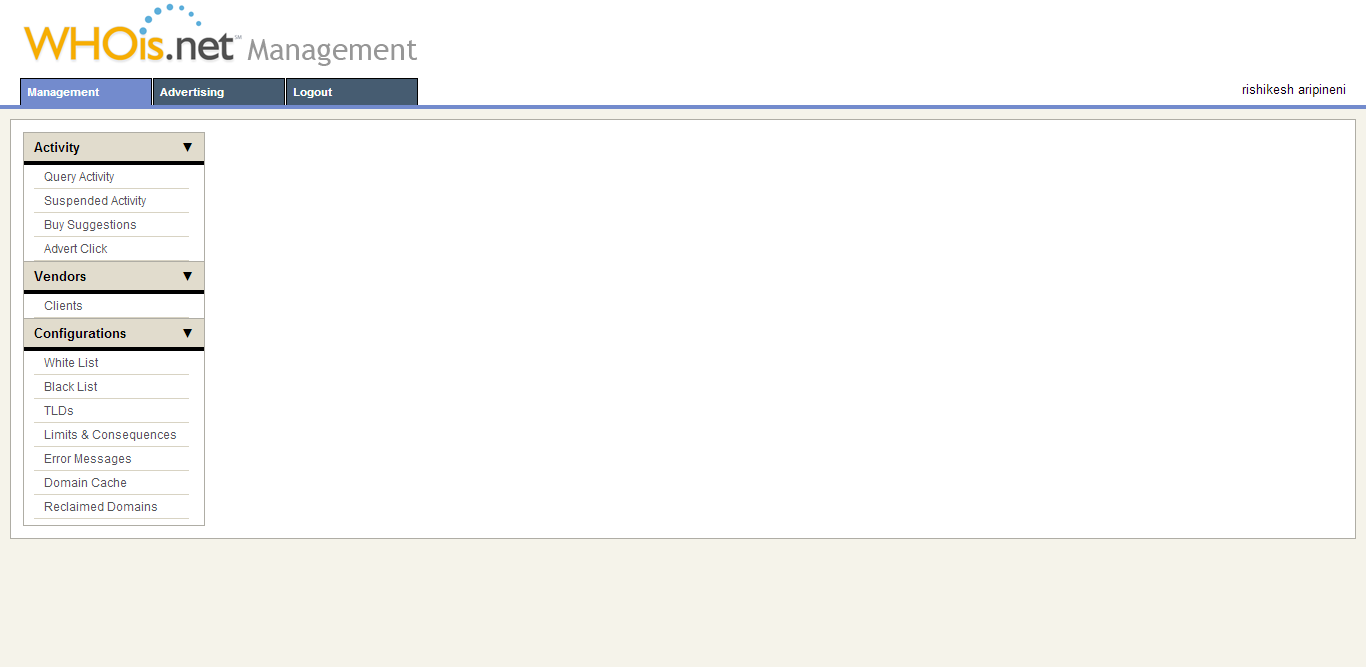 WHOis.net℠ Management
Management
Advertising
Logout
rishikesh aripineni
Activity ▼
Query Activity
Suspended Activity
Buy Suggestions
Advert Click
Vendors ▼
Clients
Configurations ▼
White List
Black List
TLDs
Limits & Consequences
Error Messages
Domain Cache
Reclaimed Domains